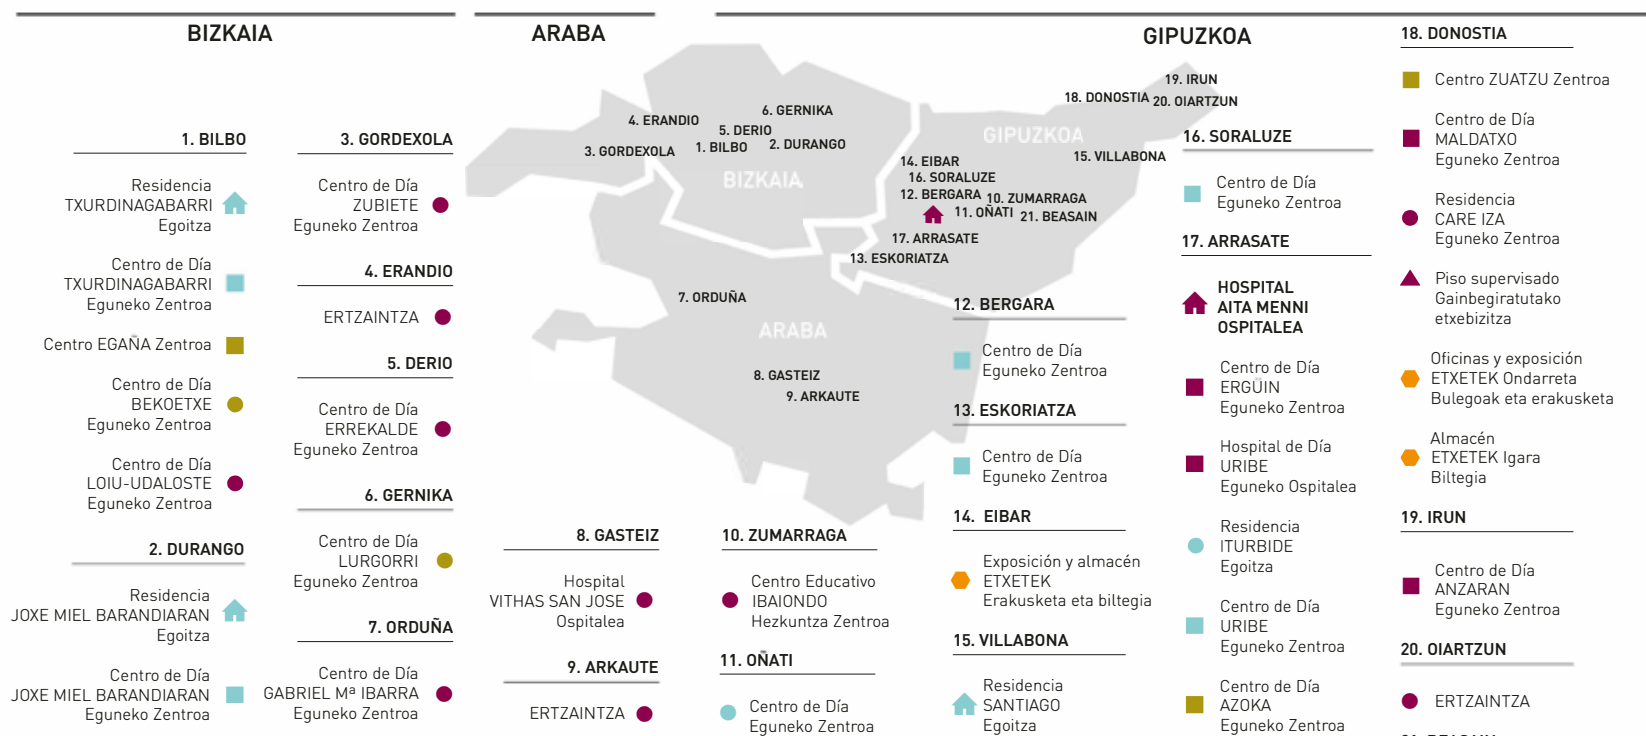 BIZKAIA
1. BILBO
Residencia
TXURDINAGABARRI
Egoitza
Centro de Día
TXURDINAGABARRI
Eguneko Zentroa
Centro EGAÑA Zentroa
Centro de Día
BEKOETXE
Eguneko Zentroa
Centro de Día
LOIU-UDALOSTE
Eguneko Zentroa
2. DURANGO
Residencia
JOXE MIEL BARANDIARAN
Egoitza
Centro de Día
JOXE MIEL BARANDIARAN
Eguneko Zentroa
3. GORDEXOLA
Centro de Día
ZUBIETE
Eguneko Zentroa
4. ERANDIO
ERTZAINTZA
5. DERIO
Centro de Día
ERREKALDE
Eguneko Zentroa
6. GERNIKA
Centro de Día
LURGORRI
Eguneko Zentroa
7. ORDUÑA
Centro de Día
GABRIEL Mª IBARRA
Eguneko Zentroa
ARABA
8. GASTEIZ
Hospital
VITHAS SAN JOSE
Ospitalea
9. ARKAUTE
ERTZAINTZA
4. ERANDIO
6. GERNIKA
5. DERIO
3. GORDEXOLA
1. BILBO
2. DURANGO
BIZKAIA
7. ORDUÑA
ARABA
8. GASTEIZ
9. ARKAUTE
19. IRUN
18. DONOSTIA
20. OIARTZUN
GIPUZKOA
15. VILLABONA
14. EIBAR
16. SORALUZE
12. BERGARA
10. ZUMARRAGA
11. OÑATI
21. BEASAIN
17. ARRASATE
13. ESKORIATZA
GIPUZKOA
10. ZUMARRAGA
Centro Educativo
IBAIONDO
Hezkuntza Zentroa
11. OÑATI
Centro de Día
Eguneko Zentroa
12. BERGARA
Centro de Día
Eguneko Zentroa
13. ESKORIATZA
Centro de Día
Eguneko Zentroa
14. EIBAR
Exposición y almacén
ETXETEK
Erakusketa eta biltegia
15. VILLABONA
Residencia
SANTIAGO
Egoitza
16. SORALUZE
Centro de Día
Eguneko Zentroa
17. ARRASATE
HOSPITAL
AITA MENNI
OSPITALEA
Centro de Día
ERGÜIN
Eguneko Zentroa
Hospital de Día
URIBE
Eguneko Ospitalea
Residencia
ITURBIDE
Egoitza
Centro de Día
URIBE
Eguneko Zentroa
Centro de Día
AZOKA
Eguneko Zentroa
18. DONOSTIA
Centro ZUATZU Zentroa
Centro de Día
MALDATXO
Eguneko Zentroa
Residencia
CARE IZA
Eguneko Zentroa
Piso supervisado
Gainbegiratutako
etxebizitza
Oficinas y exposición
ETXETEK Ondarreta
Bulegoak eta erakusketa
Almacén
ETXETEK Igara
Biltegia
19. IRUN
Centro de Día
ANZARAN
Eguneko Zentroa
20. OIARTZUN
ERTZAINTZA